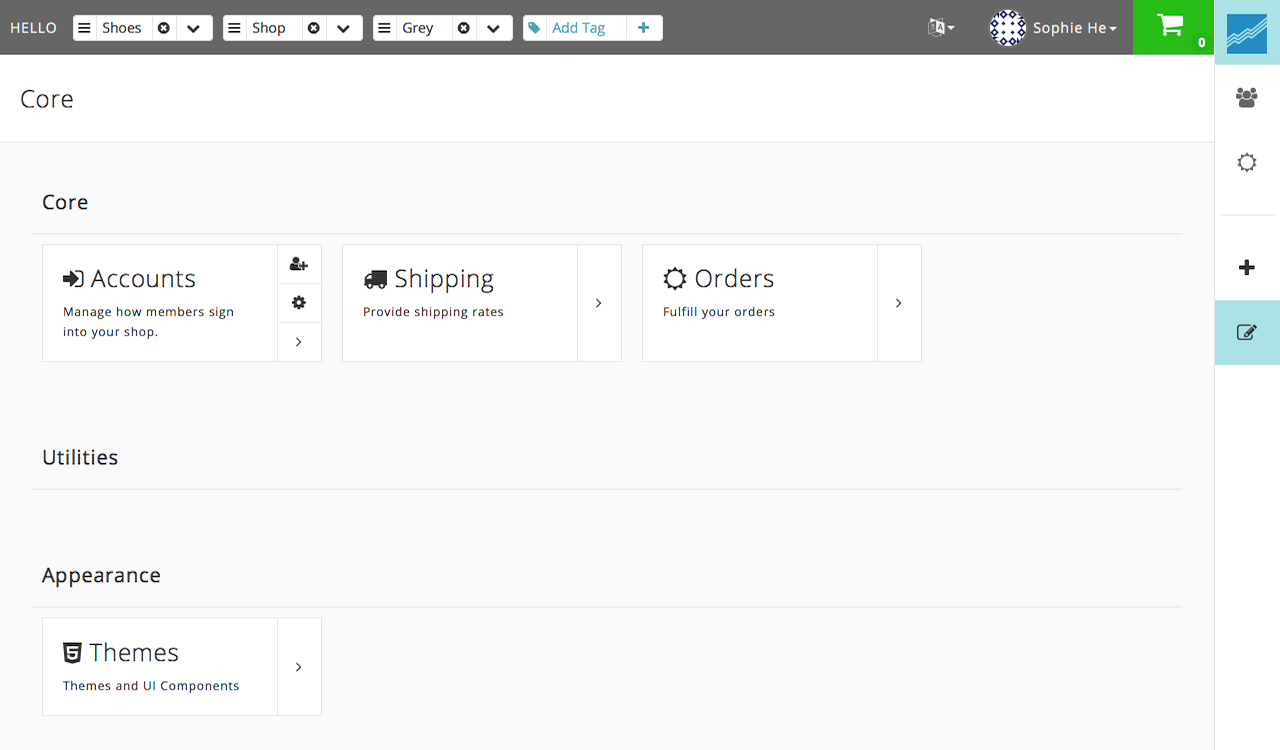 HELLO Shoes Shop Grey Add Tag Sophie He 0
Core
Core
Accounts
Manage how members sign
into your shop.
Shipping
Provide shipping rates
Orders
Fulfill your orders
Utilities
Appearance
Themes
Themes and UI Components